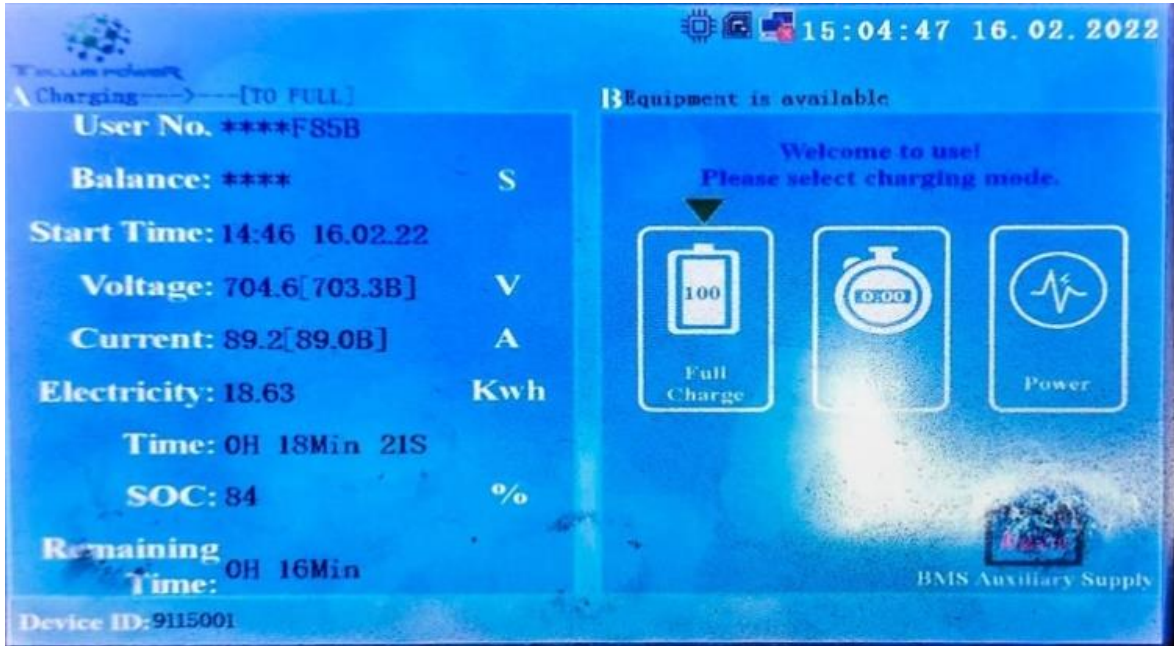 15:04:47 16.02.2022
TELLUS POWER
A Charging--->---[TO FULL]
User No. ****F85B
Balance: **** S
Start Time: 14:46 16.02.22
Voltage: 704.6[703.3B] V
Current: 89.2[89.0B] A
Electricity: 18.63 Kwh
Time: 0H 18Min 21S
SOC: 84 %
Remaining
Time: 0H 16Min
Device ID: 9115001
B Equipment is available
Welcome to use!
Please select charging mode.
100
0:00
Full
Charge
Power
BMS Auxiliary Supply